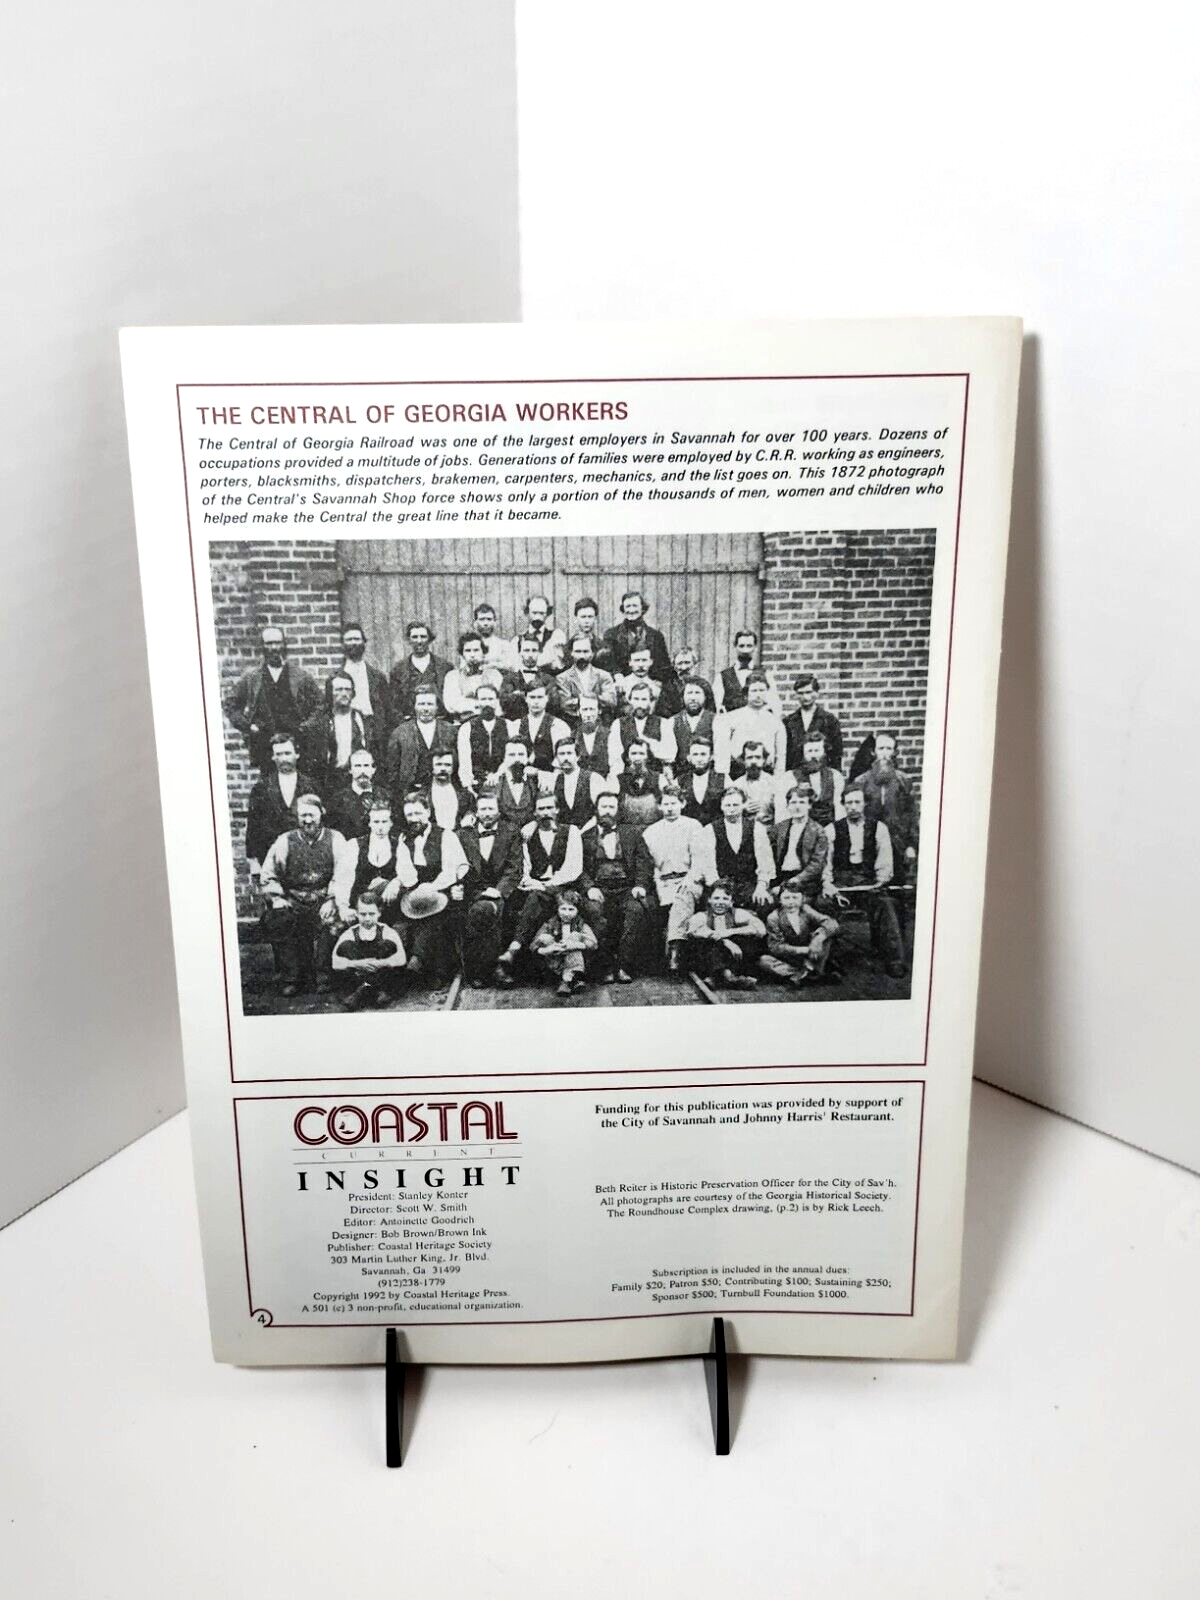 THE CENTRAL OF GEORGIA WORKERS
The Central of Georgia Railroad was one of the largest employers in Savannah for over 100 years. Dozens of
occupations provided a multitude of jobs. Generations of families were employed by C.R.R. working as engineers,
porters, blacksmiths, dispatchers, brakemen, carpenters, mechanics, and the list goes on. This 1872 photograph
of the Central's Savannah Shop force shows only a portion of the thousands of men, women and children who
helped make the Central the great line that it became.
COASTAL
CURRENT
INSIGHT
President: Stanley Konter
Director: Scott W. Smith
Editor: Antoinette Goodrich
Designer: Bob Brown/Brown Ink
Publisher: Coastal Heritage Society
303 Martin Luther King, Jr. Blvd.
Savannah, Ga 31499
(912)238-1779
Copyright 1992 by Coastal Heritage Press.
A 501 (c) 3 non-profit, educational organization.
4
Funding for this publication was provided by support of
the City of Savannah and Johnny Harris' Restaurant.
Beth Reiter is Historic Preservation Officer for the City of Sav'h.
All photographs are courtesy of the Georgia Historical Society.
The Roundhouse Complex drawing, (p.2) is by Rick Leech.
Subscription is included in the annual dues:
Family $20; Patron $50; Contributing $100; Sustaining $250;
Sponsor $500; Turnbull Foundation $1000.